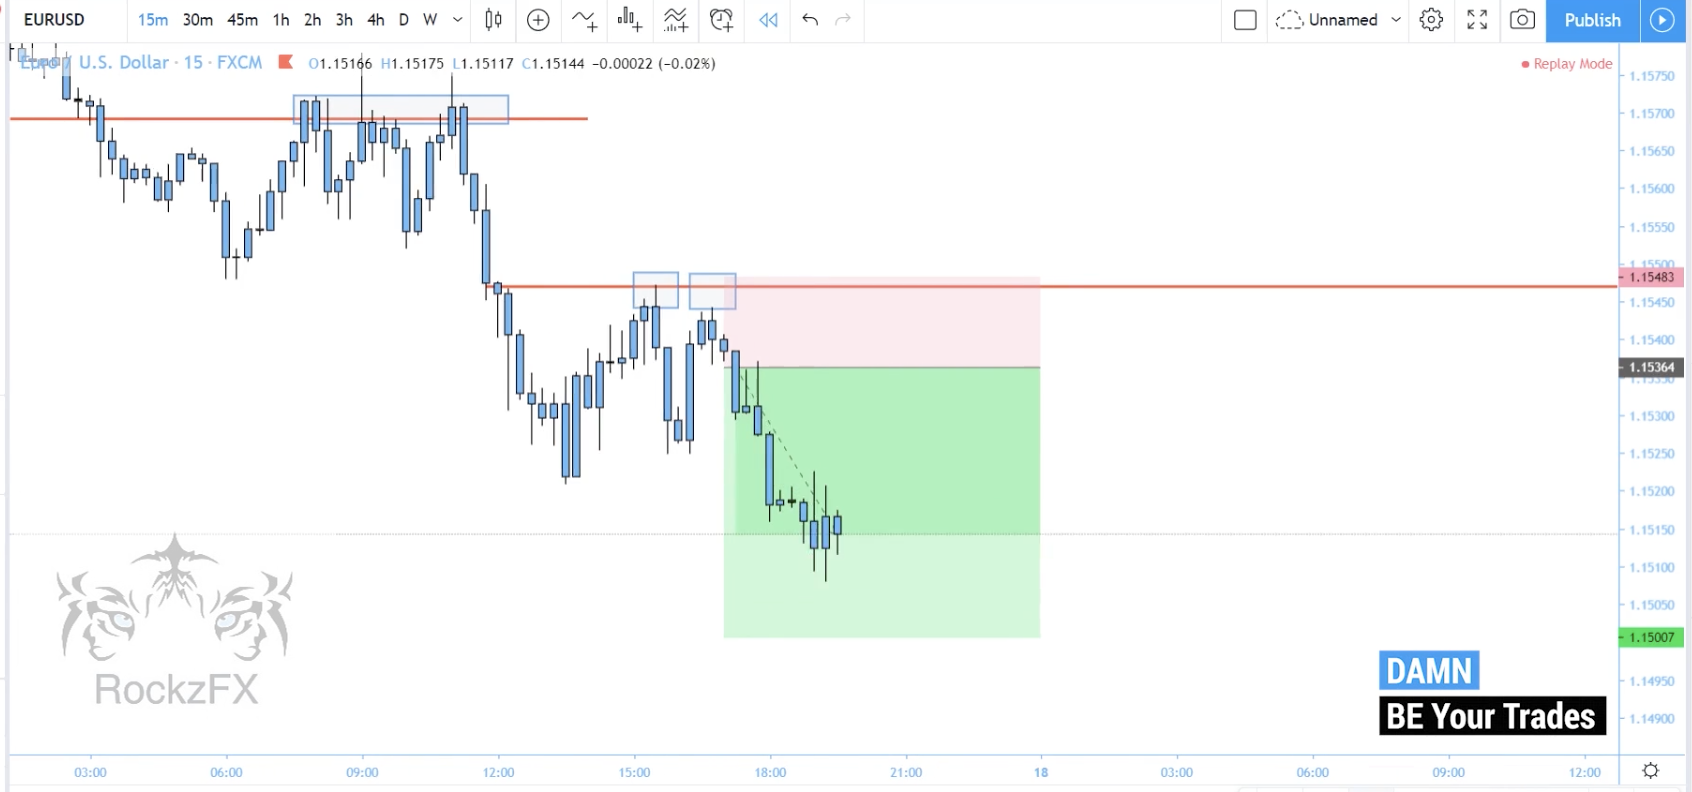 EURUSD 15m 30m 45m 1h 2h 3h 4h D W Unnamed Publish
Euro / U.S. Dollar · 15 · FXCM O1.15166 H1.15175 L1.15117 C1.15144 −0.00022 (−0.02%)
Replay Mode
1.15750
1.15700
1.15650
1.15600
1.15550
1.15500
1.15483
1.15450
1.15400
1.15364
1.15350
1.15300
1.15250
1.15200
1.15150
1.15100
1.15050
1.15007
1.14950
1.14900
RockzFX
DAMN
BE Your Trades
03:00 06:00 09:00 12:00 15:00 18:00 21:00 18 03:00 06:00 09:00 12:00